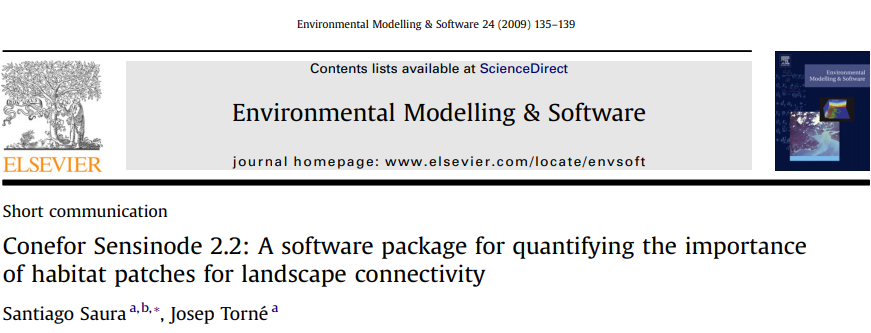 Environmental Modelling & Software 24 (2009) 135–139
Contents lists available at ScienceDirect
Environmental Modelling & Software
journal homepage: www.elsevier.com/locate/envsoft
ELSEVIER
Environmental
Modelling & Software
Short communication
Conefor Sensinode 2.2: A software package for quantifying the importance
of habitat patches for landscape connectivity
Santiago Saura a,b,*, Josep Torné a